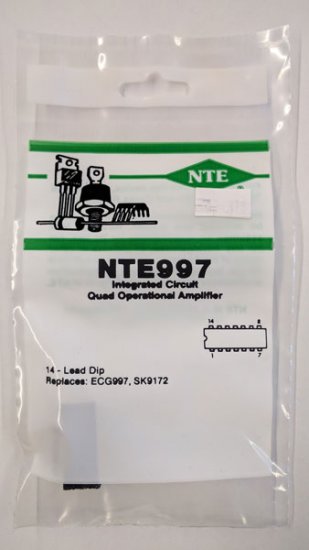 NTE
®
NTE997
Integrated Circuit
Quad Operational Amplifier
14 8
1 7
14 - Lead Dip
Replaces: ECG997, SK9172